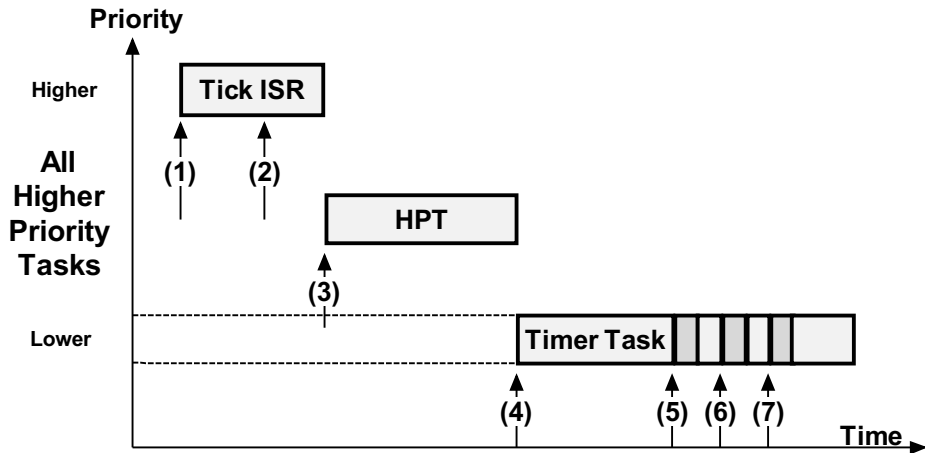 Priority
Higher
Tick ISR
(1)
(2)
All
Higher
Priority
Tasks
HPT
(3)
Lower
Timer Task
(4)
(5)
(6)
(7)
Time